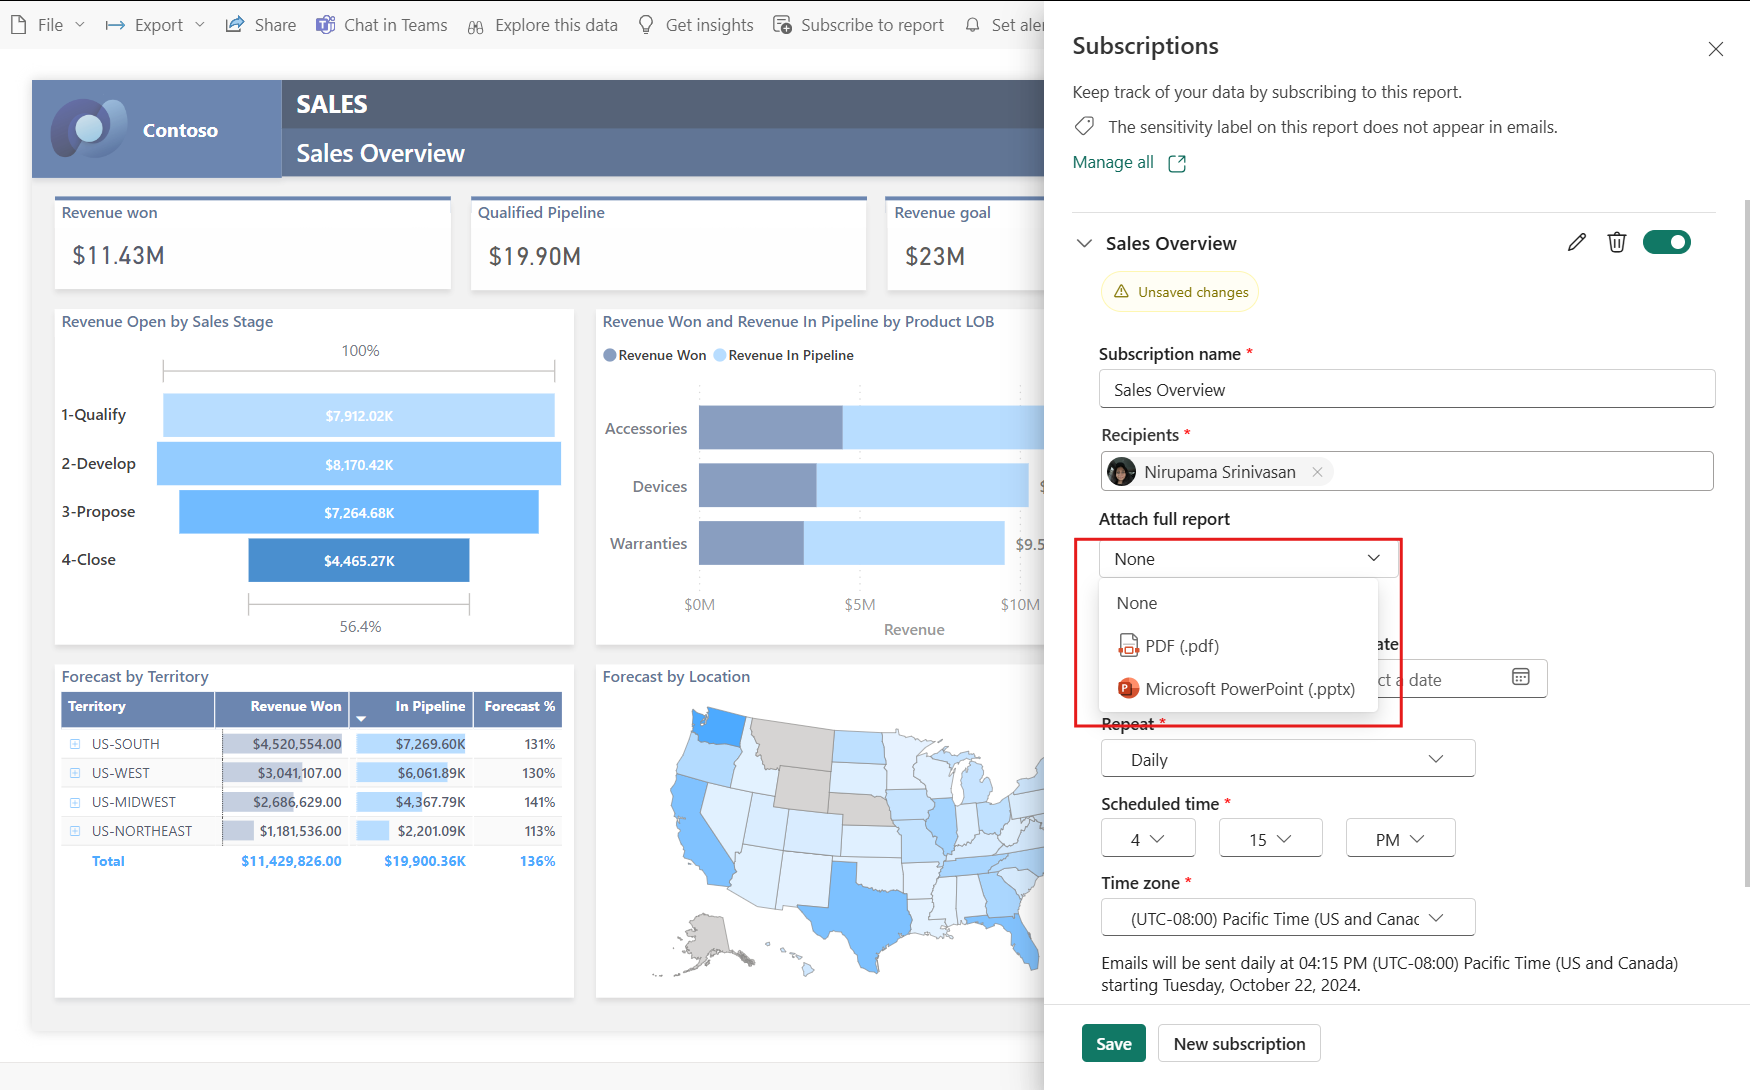 File
Export
Share
Chat in Teams
Explore this data
Get insights
Subscribe to report
Set aler
Contoso
SALES
Sales Overview
Revenue won
$11.43M
Qualified Pipeline
$19.90M
Revenue goal
$23M
Revenue Open by Sales Stage
100%
1-Qualify $7,912.02K
2-Develop $8,170.42K
3-Propose $7,264.68K
4-Close $4,465.27K
56.4%
Revenue Won and Revenue In Pipeline by Product LOB
Revenue Won Revenue In Pipeline
Accessories
Devices
Warranties $9.5
$0M $5M $10M
Revenue
Forecast by Territory
Territory Revenue Won In Pipeline Forecast %
US-SOUTH $4,520,554.00 $7,269.60K 131%
US-WEST $3,041,107.00 $6,061.89K 130%
US-MIDWEST $2,686,629.00 $4,367.79K 141%
US-NORTHEAST $1,181,536.00 $2,201.09K 113%
Total $11,429,826.00 $19,900.36K 136%
Forecast by Location
Subscriptions
Keep track of your data by subscribing to this report.
The sensitivity label on this report does not appear in emails.
Manage all
Sales Overview
Unsaved changes
Subscription name *
Sales Overview
Recipients *
Nirupama Srinivasan
Attach full report
None
None
PDF (.pdf)
Microsoft PowerPoint (.pptx)
ate
ct a date
Repeat *
Daily
Scheduled time *
4 15 PM
Time zone *
(UTC-08:00) Pacific Time (US and Canac
Emails will be sent daily at 04:15 PM (UTC-08:00) Pacific Time (US and Canada)
starting Tuesday, October 22, 2024.
Save
New subscription